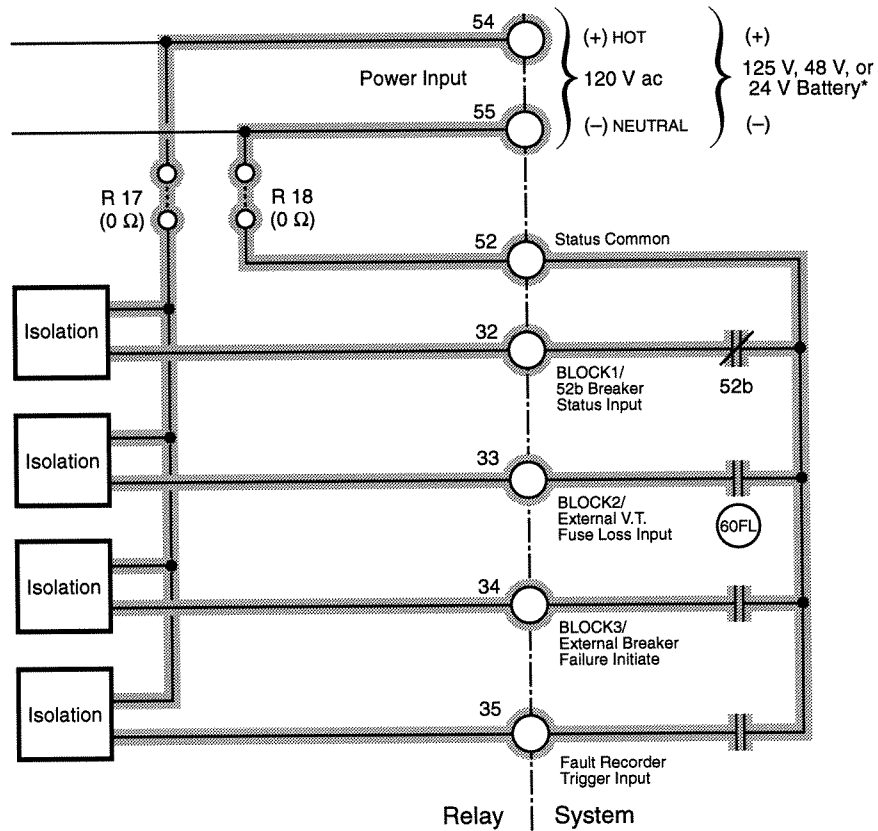 54
(+) HOT
(+)
Power Input
120 V ac
125 V, 48 V, or
24 V Battery*
55
(–) NEUTRAL
(–)
R 17
(0 Ω)
R 18
(0 Ω)
52
Status Common
Isolation
32
BLOCK1/
52b Breaker
Status Input
52b
Isolation
33
BLOCK2/
External V.T.
Fuse Loss Input
60FL
Isolation
34
BLOCK3/
External Breaker
Failure Initiate
Isolation
35
Fault Recorder
Trigger Input
Relay
System